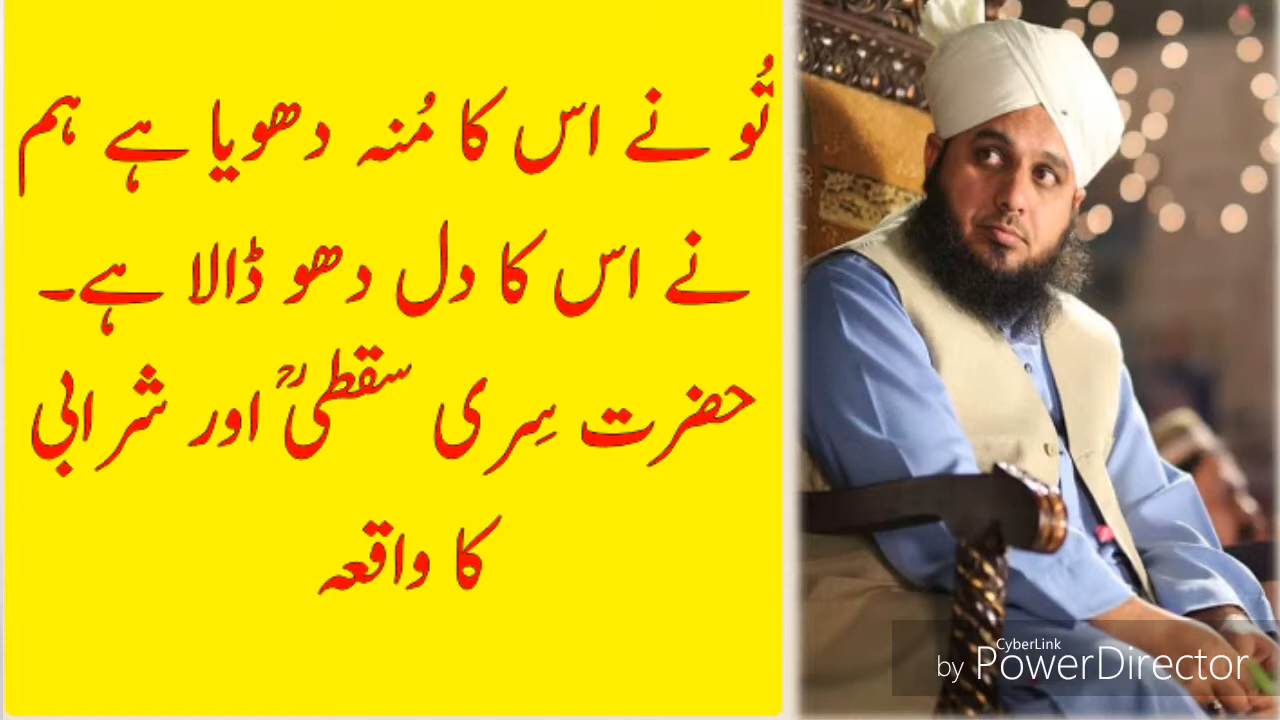 تُو نے اس کا مُنہ دھویا ہے ہم
نے اس کا دل دھو ڈالا ہے۔
حضرت سِری سقطیؒ اور شرابی
کا واقعہ
CyberLink
by PowerDirector